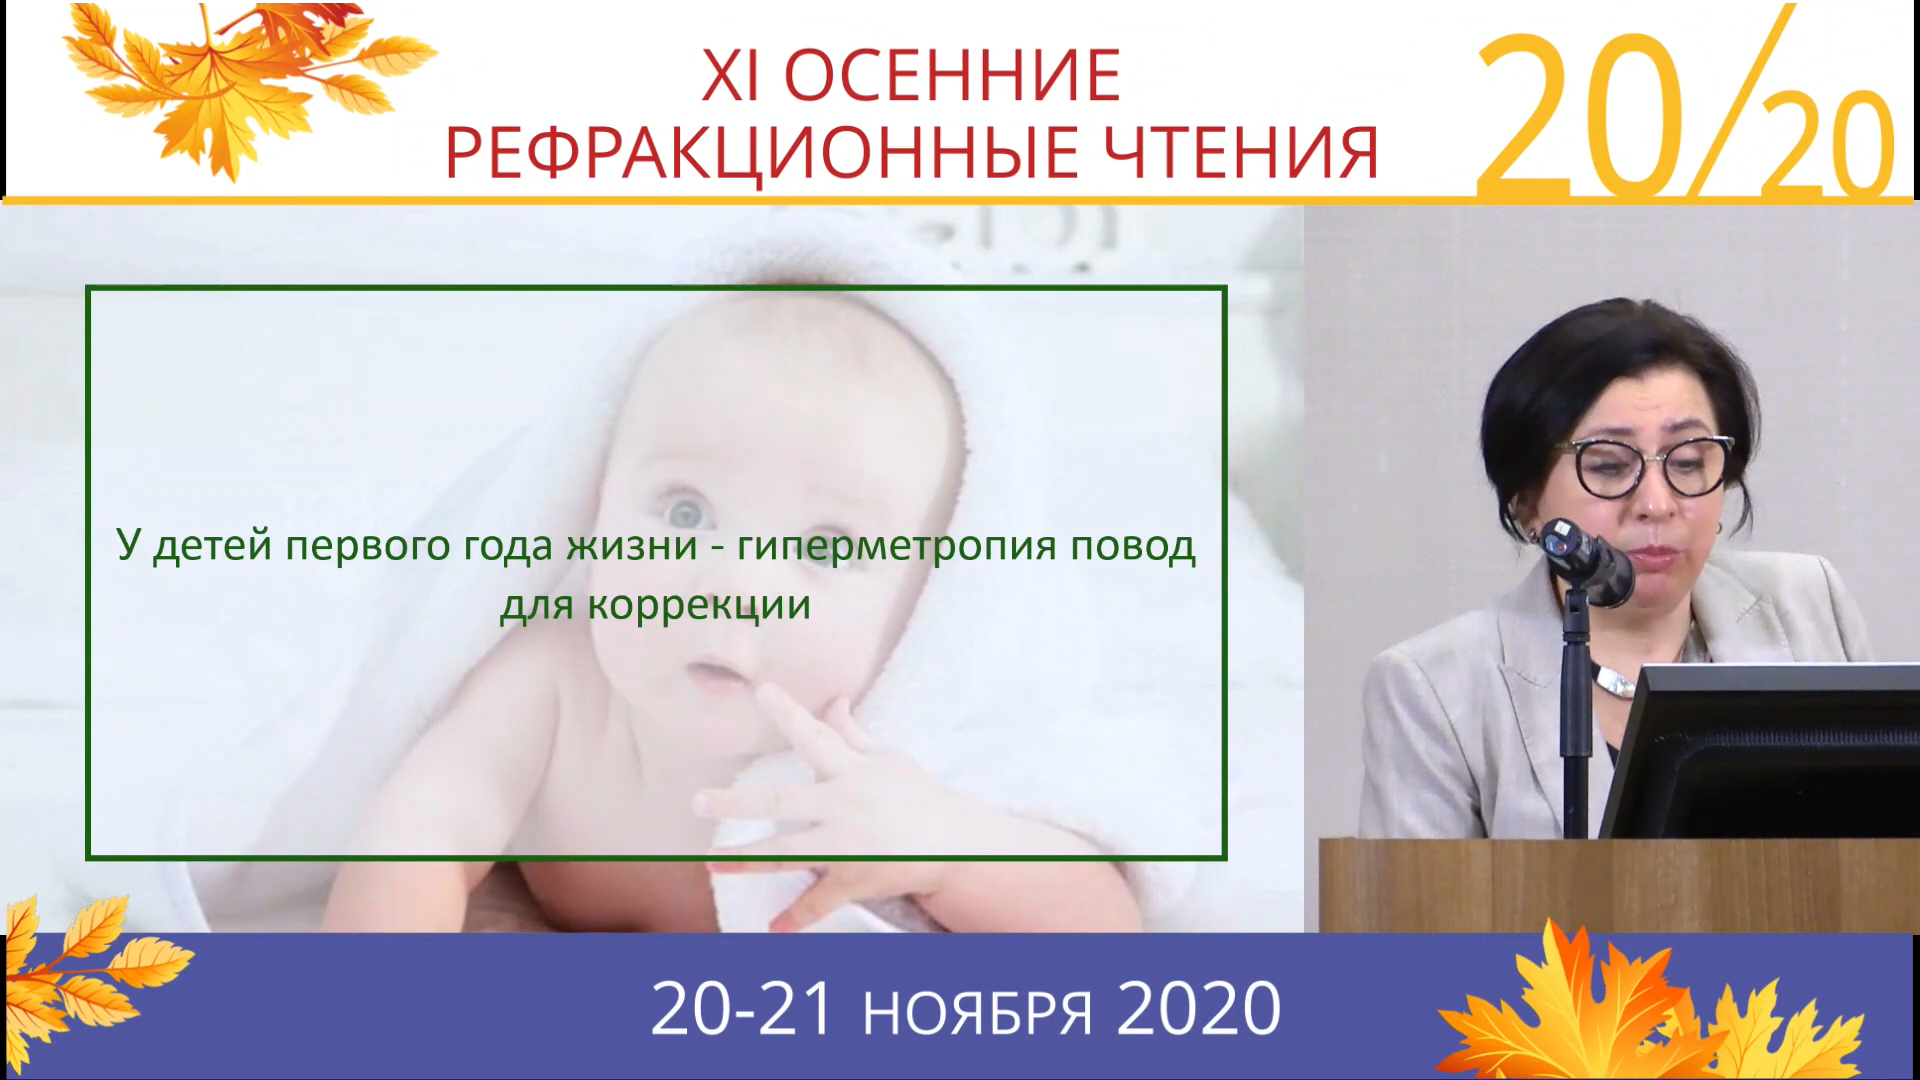 XI ОСЕННИЕ
РЕФРАКЦИОННЫЕ ЧТЕНИЯ
20/20
У детей первого года жизни - гиперметропия повод
для коррекции
20-21 НОЯБРЯ 2020